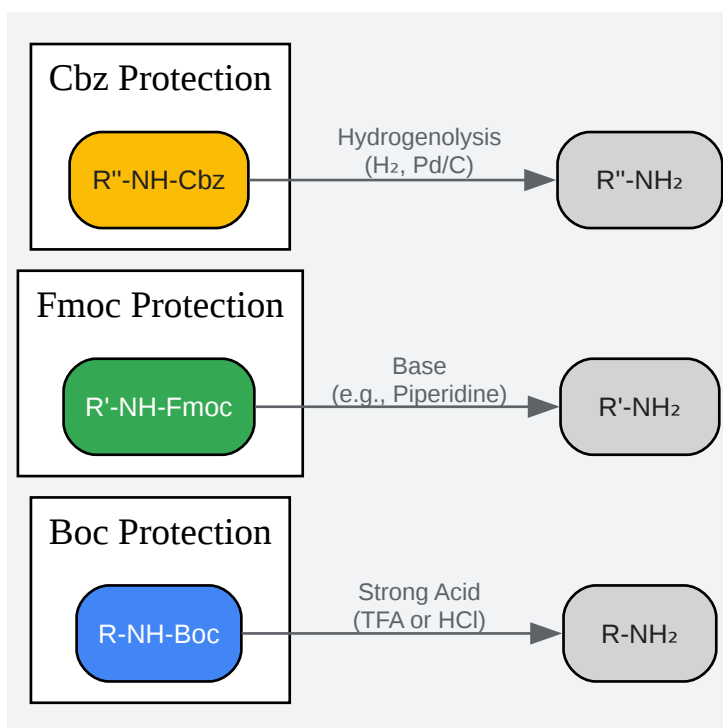 Cbz Protection
R''-NH-Cbz
Hydrogenolysis
(H₂, Pd/C)
R''-NH₂
Fmoc Protection
R'-NH-Fmoc
Base
(e.g., Piperidine)
R'-NH₂
Boc Protection
R-NH-Boc
Strong Acid
(TFA or HCl)
R-NH₂